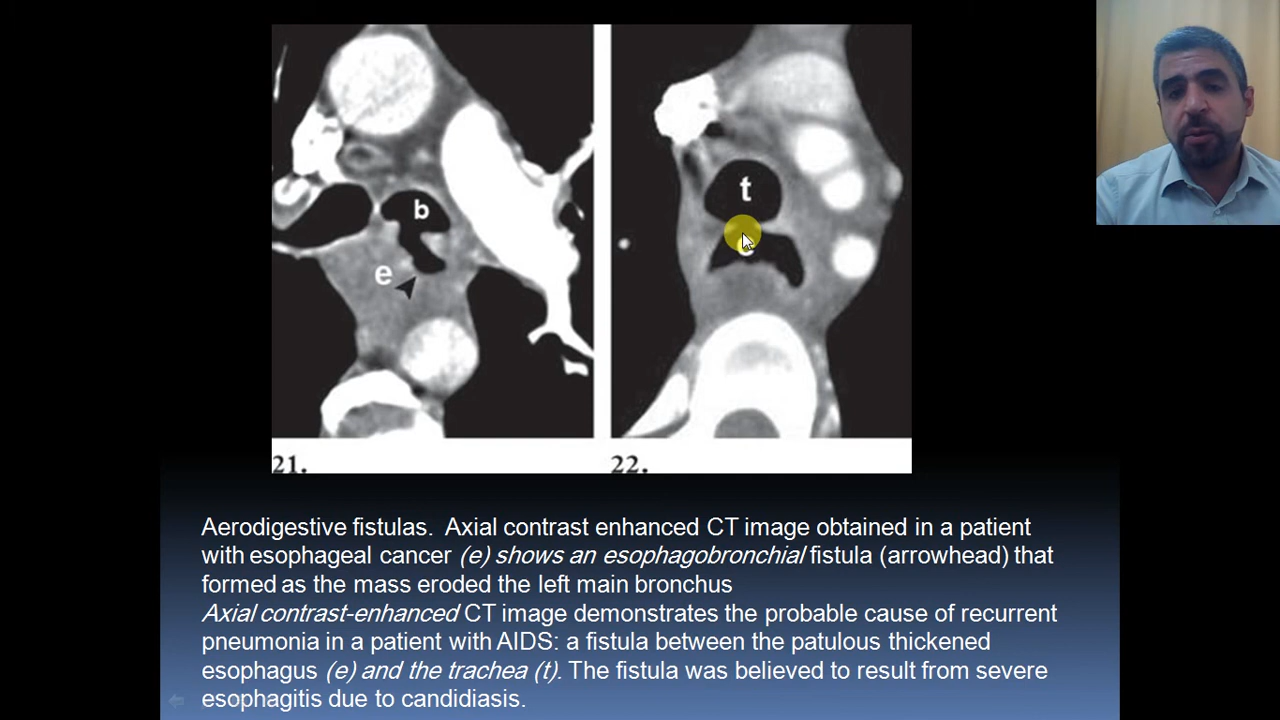 b
e
t
e
21.
22.
Aerodigestive fistulas. Axial contrast enhanced CT image obtained in a patient
with esophageal cancer (e) shows an esophagobronchial fistula (arrowhead) that
formed as the mass eroded the left main bronchus
Axial contrast-enhanced CT image demonstrates the probable cause of recurrent
pneumonia in a patient with AIDS: a fistula between the patulous thickened
esophagus (e) and the trachea (t). The fistula was believed to result from severe
esophagitis due to candidiasis.